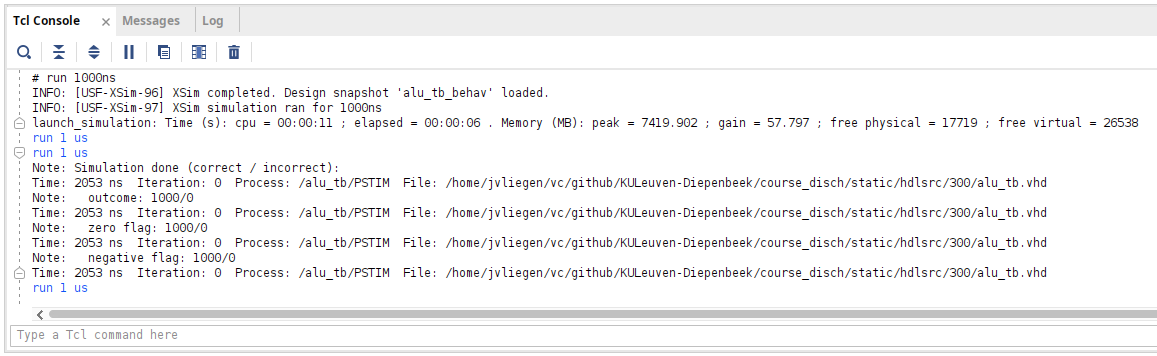 Tcl Console × Messages Log
# run 1000ns
INFO: [USF-XSim-96] XSim completed. Design snapshot 'alu_tb_behav' loaded.
INFO: [USF-XSim-97] XSim simulation ran for 1000ns
launch_simulation: Time (s): cpu = 00:00:11 ; elapsed = 00:00:06 . Memory (MB): peak = 7419.902 ; gain = 57.797 ; free physical = 17719 ; free virtual = 26538
run 1 us
run 1 us
Note: Simulation done (correct / incorrect):
Time: 2053 ns  Iteration: 0  Process: /alu_tb/PSTIM  File: /home/jvliegen/vc/github/KULeuven-Diepenbeek/course_disch/static/hdlsrc/300/alu_tb.vhd
Note:   outcome: 1000/0
Time: 2053 ns  Iteration: 0  Process: /alu_tb/PSTIM  File: /home/jvliegen/vc/github/KULeuven-Diepenbeek/course_disch/static/hdlsrc/300/alu_tb.vhd
Note:   zero flag: 1000/0
Time: 2053 ns  Iteration: 0  Process: /alu_tb/PSTIM  File: /home/jvliegen/vc/github/KULeuven-Diepenbeek/course_disch/static/hdlsrc/300/alu_tb.vhd
Note:   negative flag: 1000/0
Time: 2053 ns  Iteration: 0  Process: /alu_tb/PSTIM  File: /home/jvliegen/vc/github/KULeuven-Diepenbeek/course_disch/static/hdlsrc/300/alu_tb.vhd
run 1 us
Type a Tcl command here